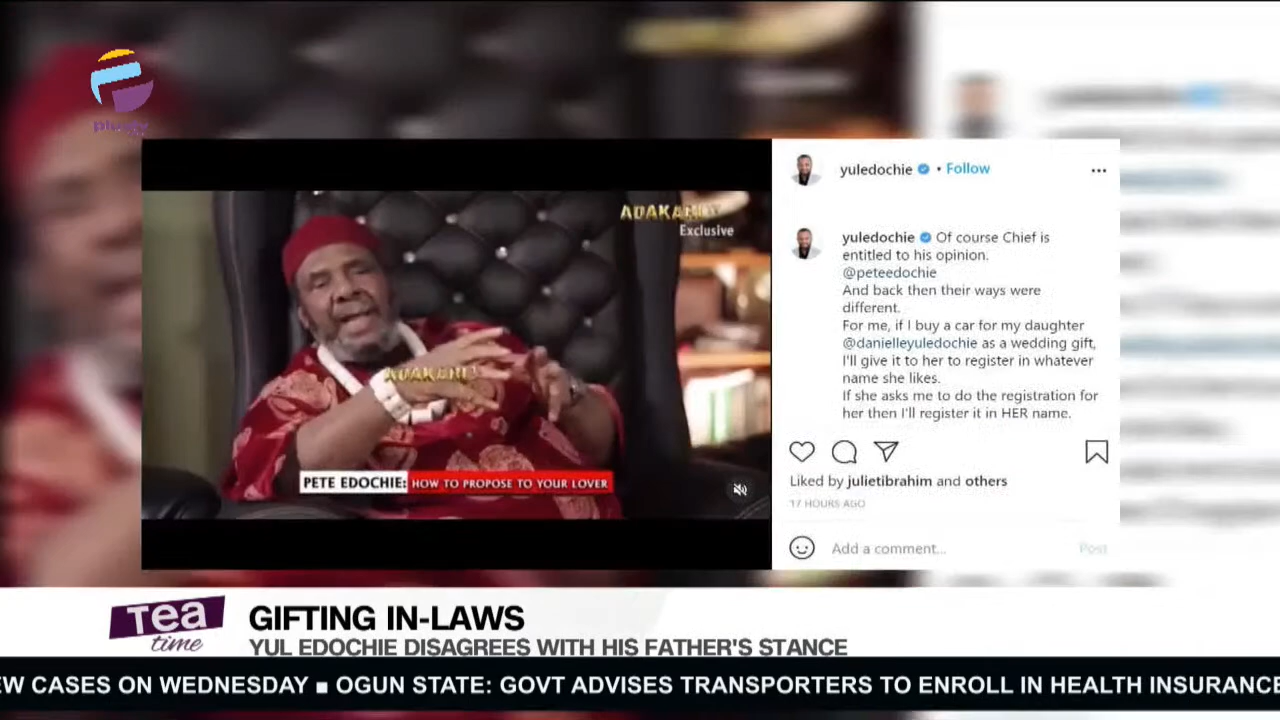 ADAKAHI
Exclusive
ADAKAHI
PETE EDOCHIE: HOW TO PROPOSE TO YOUR LOVER
yuledochie • Follow
yuledochie Of course Chief is
entitled to his opinion.
@peteedochie
And back then their ways were
different.
For me, if I buy a car for my daughter
@danielleyuledochie as a wedding gift,
I'll give it to her to register in whatever
name she likes.
If she asks me to do the registration for
her then I'll register it in HER name.
Liked by julietibrahim and others
17 HOURS AGO
Add a comment...
Post
Tea
time
GIFTING IN-LAWS
YUL EDOCHIE DISAGREES WITH HIS FATHER'S STANCE
EW CASES ON WEDNESDAY ■ OGUN STATE: GOVT ADVISES TRANSPORTERS TO ENROLL IN HEALTH INSURANCE